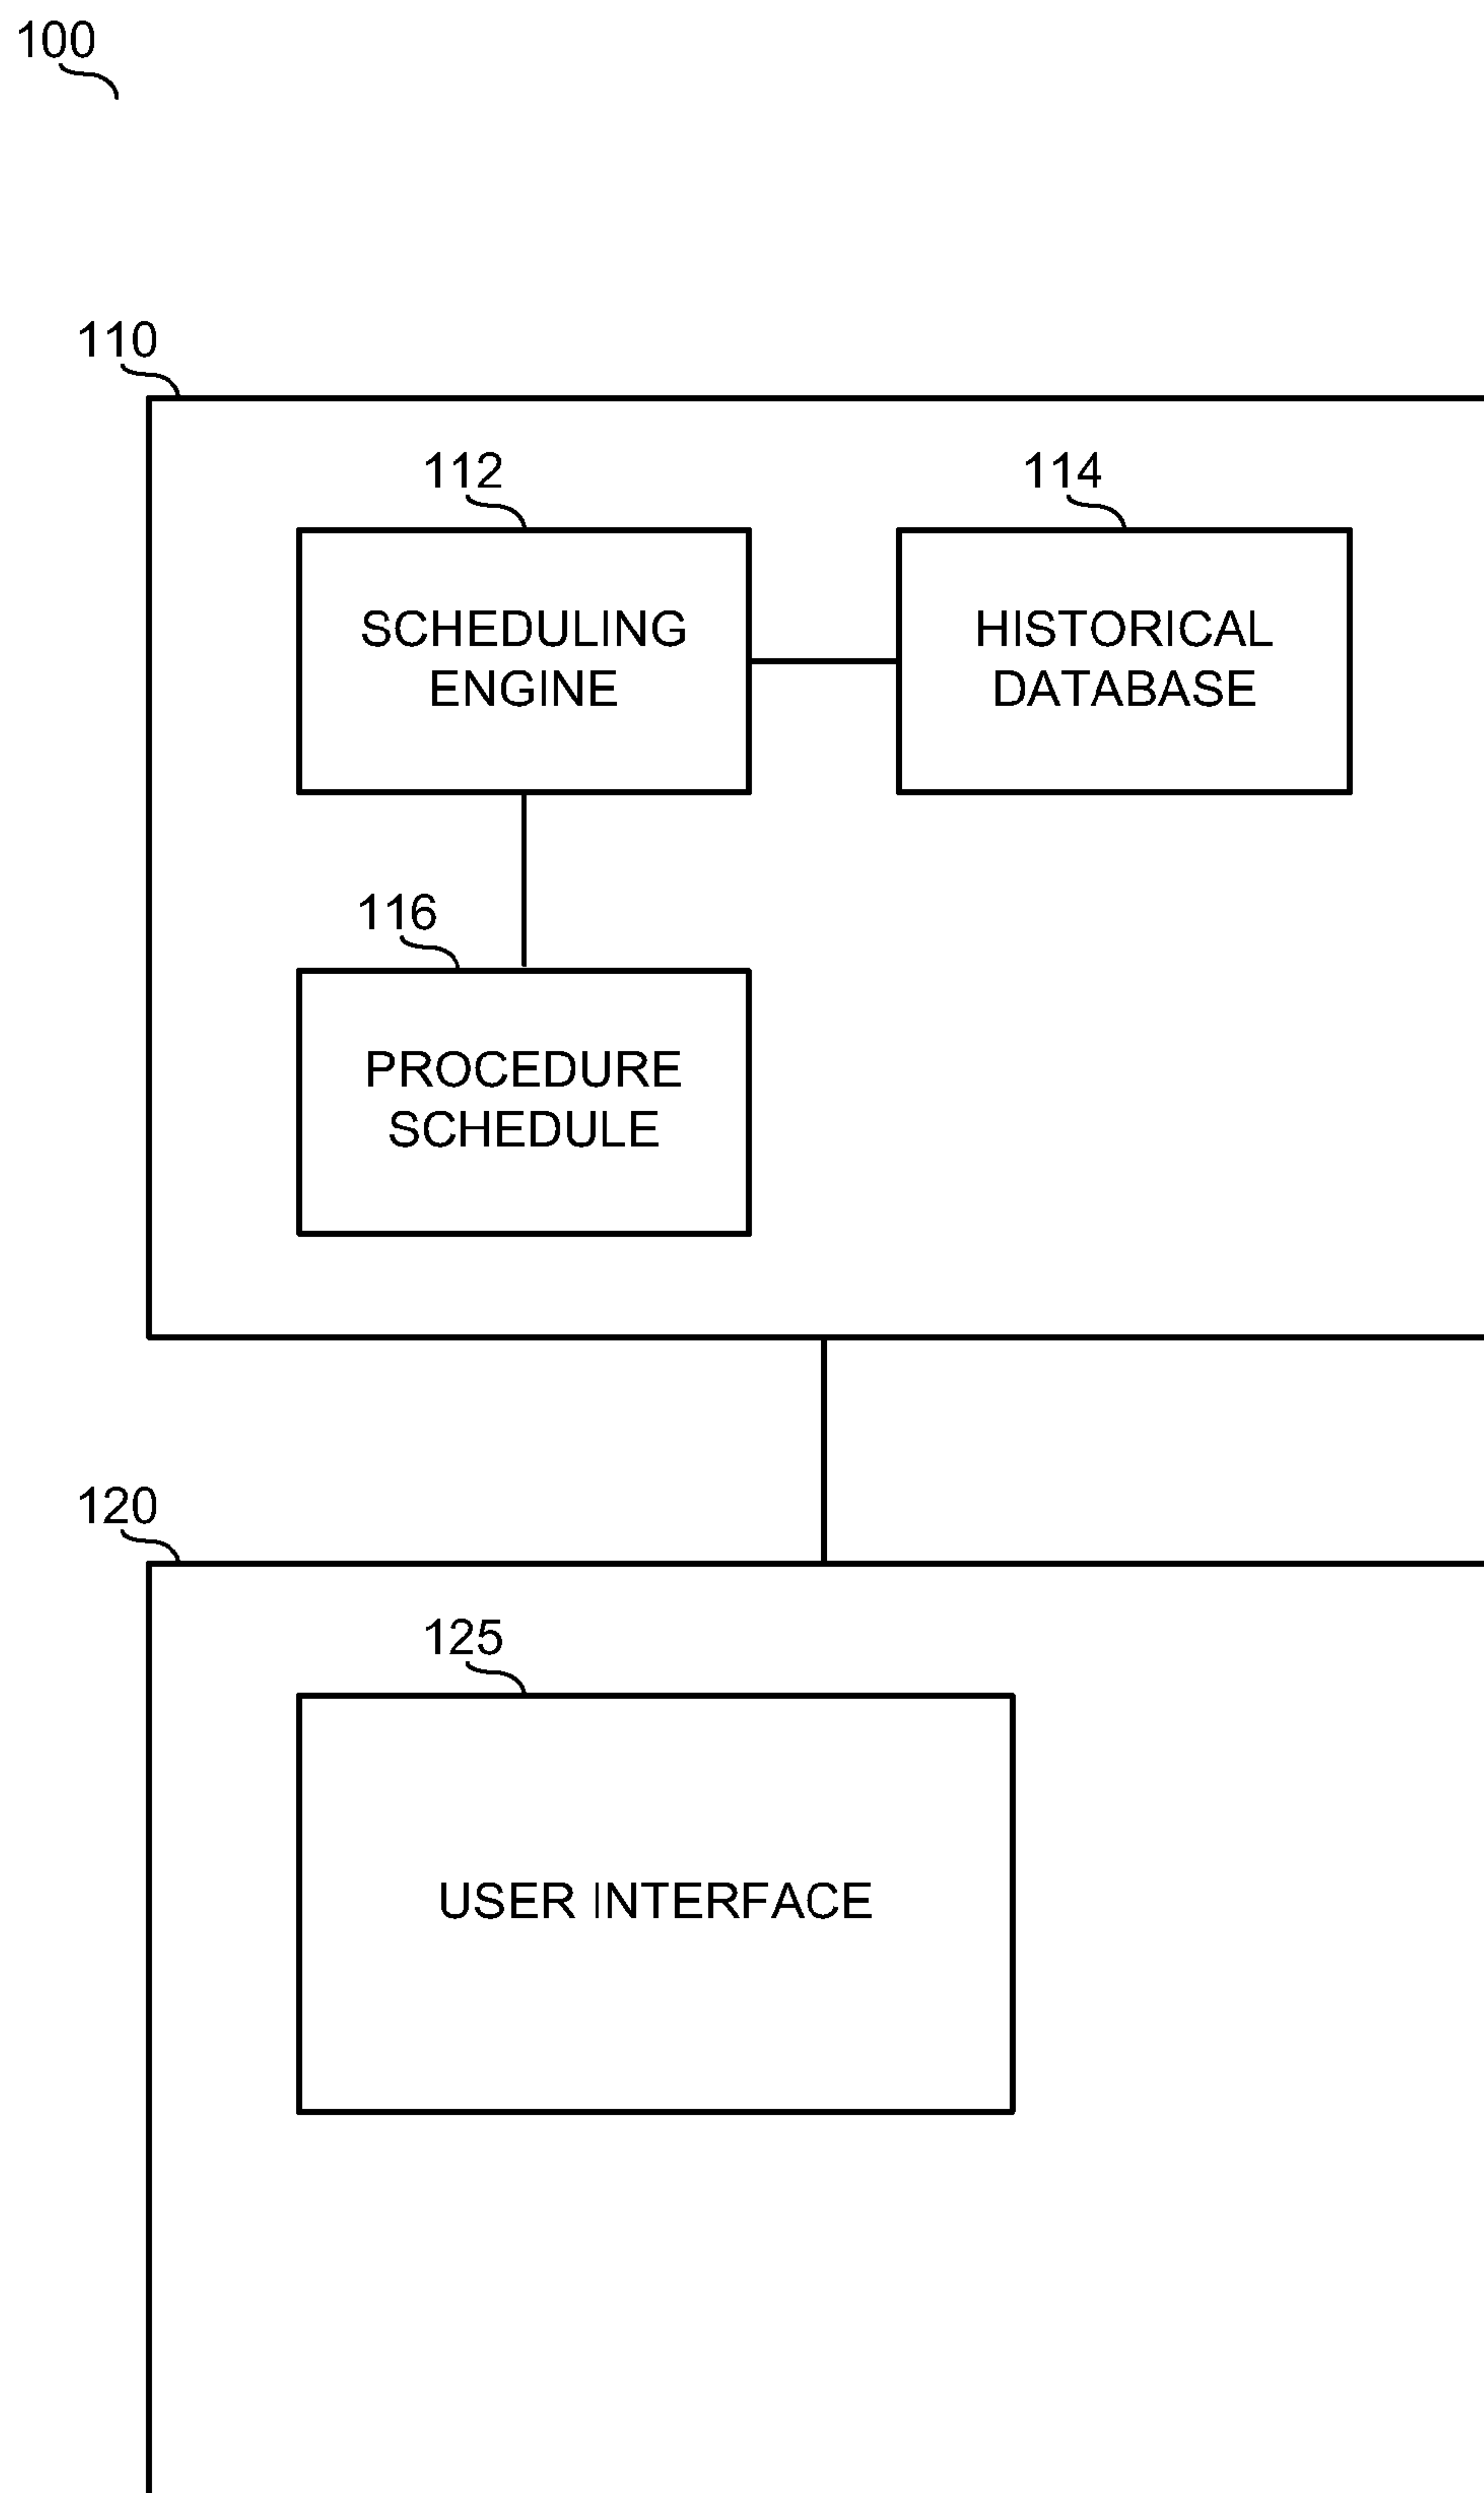 100
110
112
114
SCHEDULING
ENGINE
HISTORICAL
DATABASE
116
PROCEDURE
SCHEDULE
120
125
USER INTERFACE